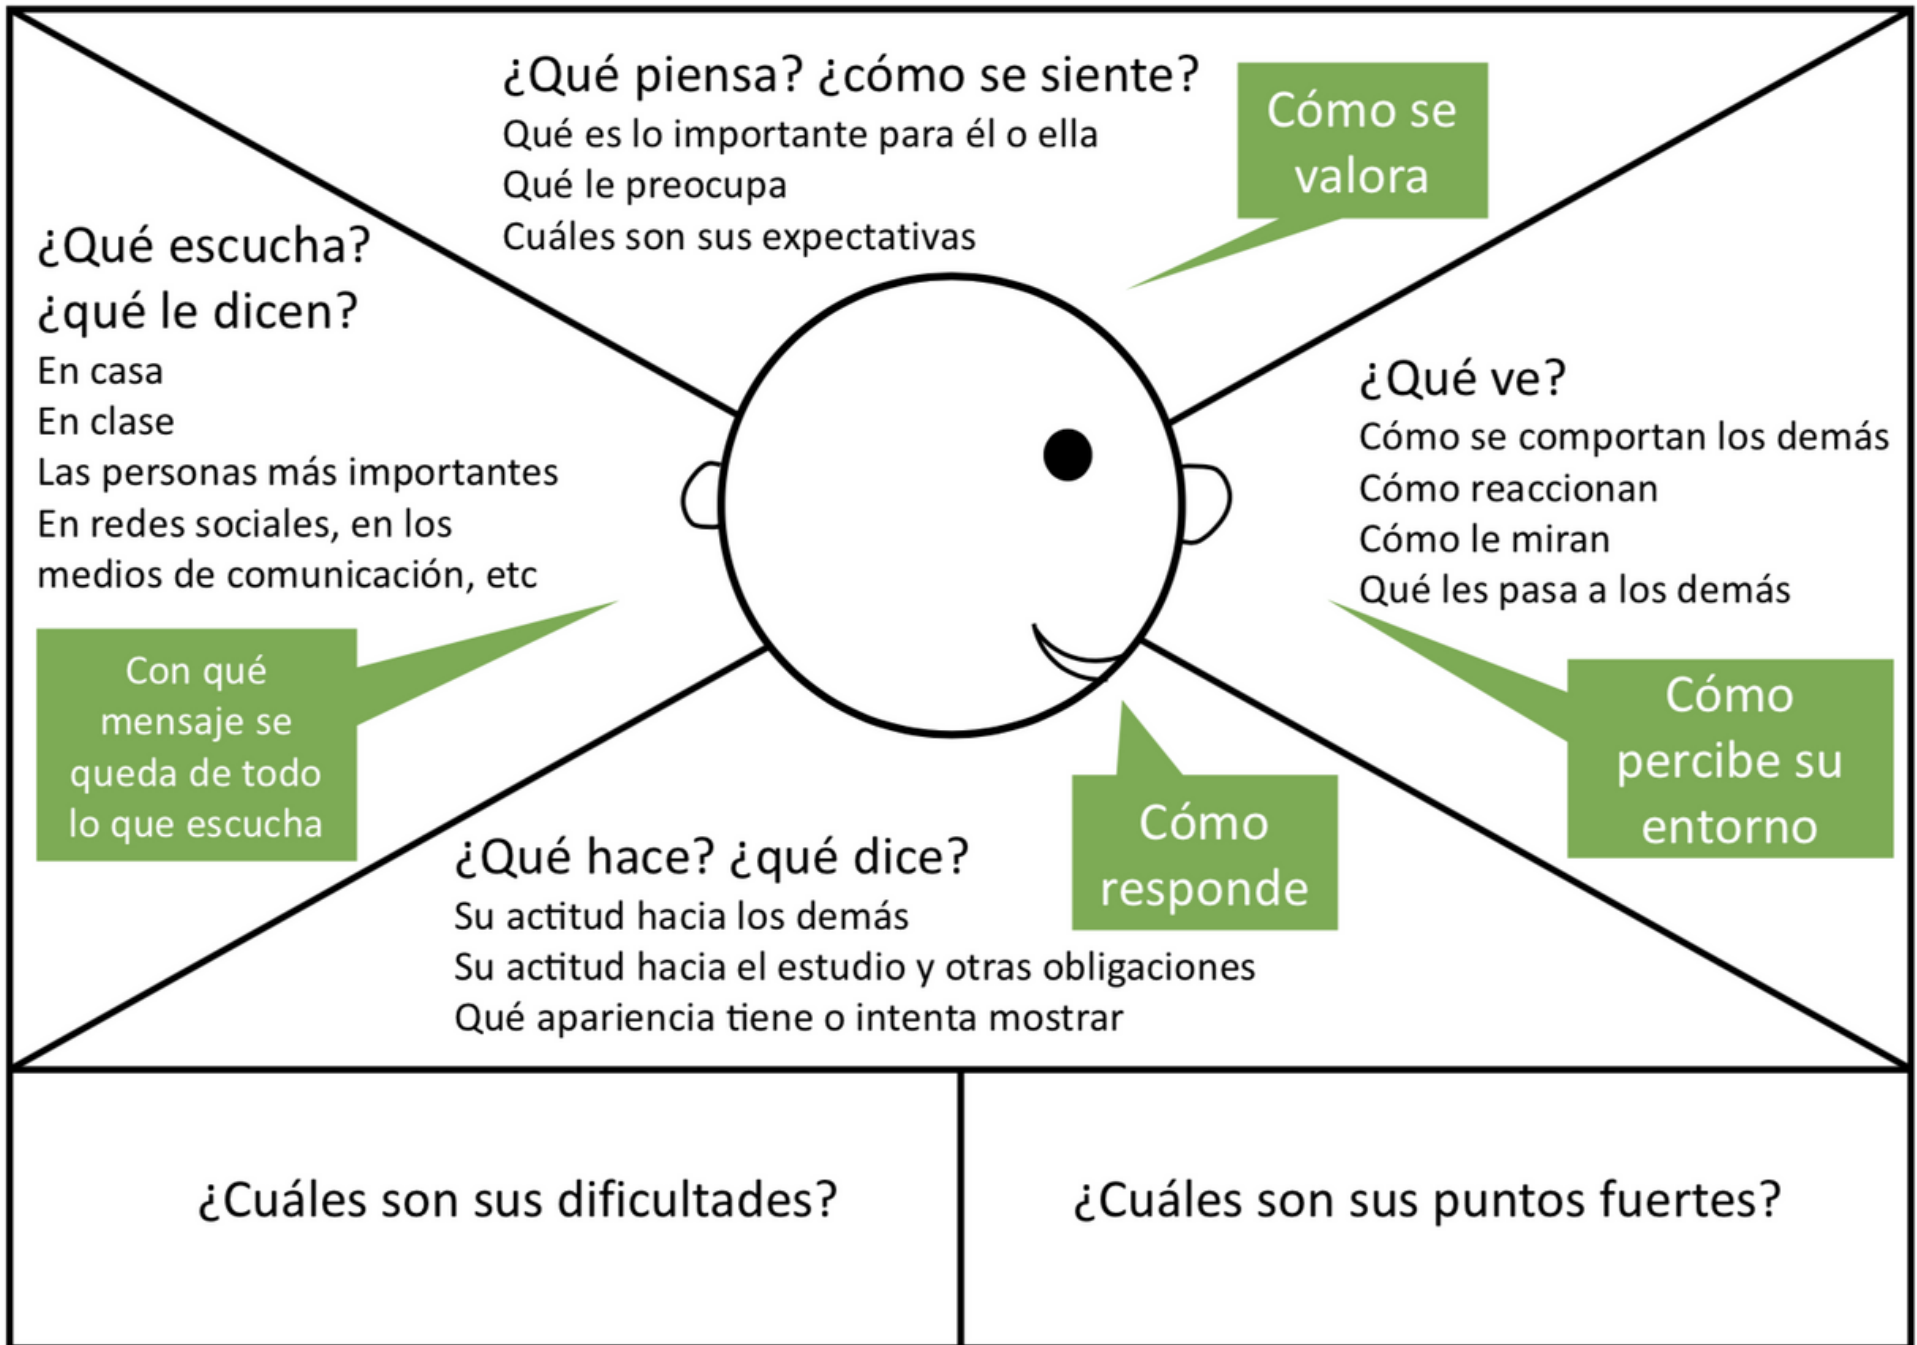 ¿Qué piensa? ¿cómo se siente?
Qué es lo importante para él o ella
Qué le preocupa
Cuáles son sus expectativas
Cómo se
valora
¿Qué escucha?
¿qué le dicen?
En casa
En clase
Las personas más importantes
En redes sociales, en los
medios de comunicación, etc
Con qué
mensaje se
queda de todo
lo que escucha
¿Qué ve?
Cómo se comportan los demás
Cómo reaccionan
Cómo le miran
Qué les pasa a los demás
Cómo
percibe su
entorno
¿Qué hace? ¿qué dice?
Su actitud hacia los demás
Su actitud hacia el estudio y otras obligaciones
Qué apariencia tiene o intenta mostrar
Cómo
responde
¿Cuáles son sus dificultades?
¿Cuáles son sus puntos fuertes?